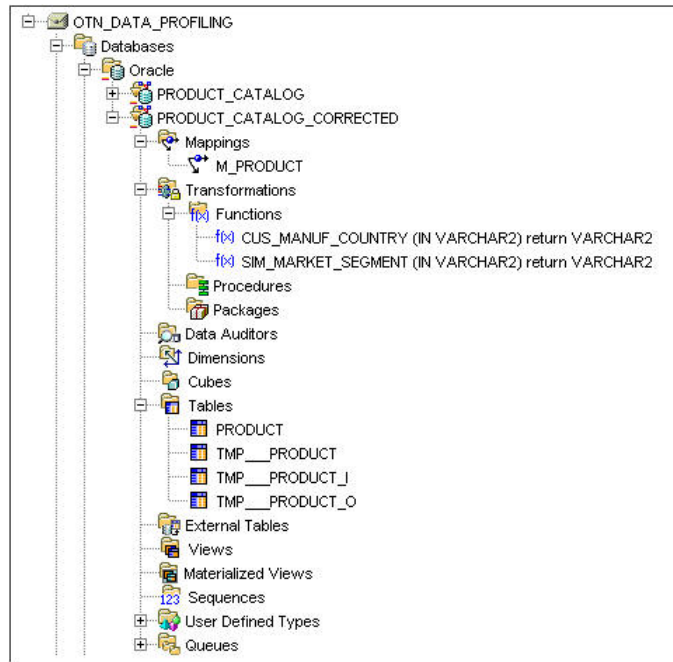 OTN_DATA_PROFILING
Databases
Oracle
PRODUCT_CATALOG
PRODUCT_CATALOG_CORRECTED
Mappings
M_PRODUCT
Transformations
f(x) Functions
f(x) CUS_MANUF_COUNTRY (IN VARCHAR2) return VARCHAR2
f(x) SIM_MARKET_SEGMENT (IN VARCHAR2) return VARCHAR2
Procedures
Packages
Data Auditors
Dimensions
Cubes
Tables
PRODUCT
TMP___PRODUCT
TMP___PRODUCT_I
TMP___PRODUCT_O
External Tables
Views
Materialized Views
123 Sequences
User Defined Types
Queues